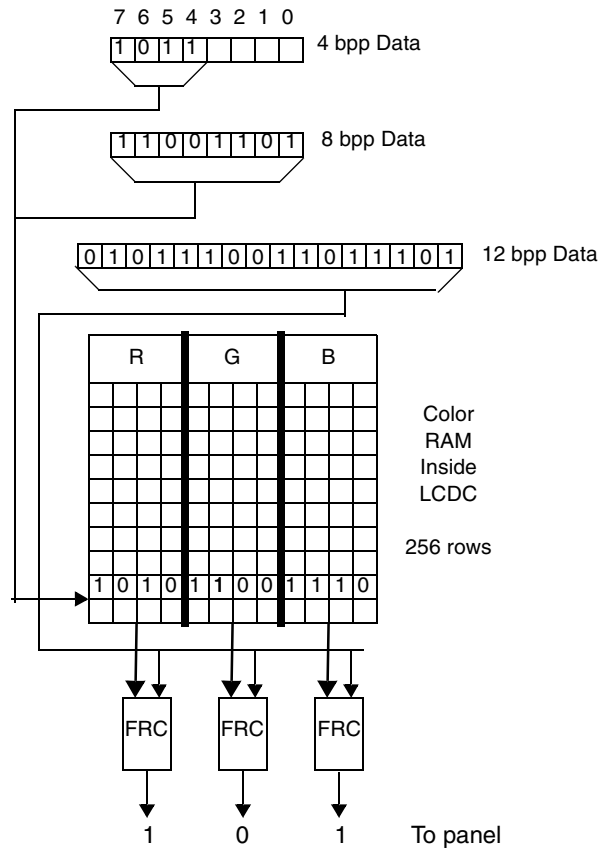 7 6 5 4 3 2 1 0
1 0 1 1 4 bpp Data
1 1 0 0 1 1 0 1 8 bpp Data
0 1 0 1 1 1 0 0 1 1 0 1 1 1 0 1 12 bpp Data
R G B
Color
RAM
Inside
LCDC
256 rows
1 0 1 0 1 1 0 0 1 1 1 0
FRC FRC FRC
1 0 1 To panel